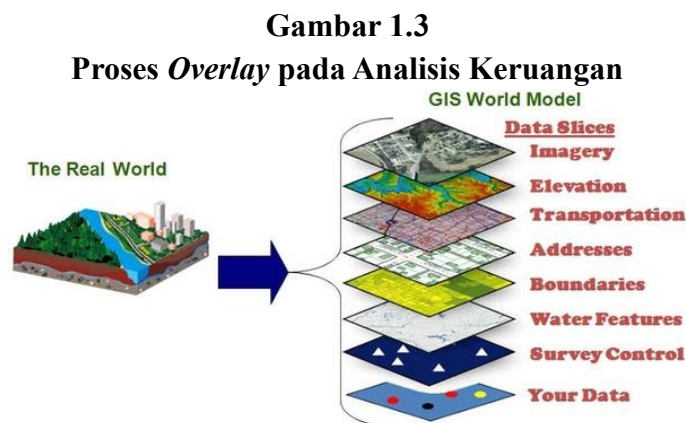 Gambar 1.3
Proses Overlay pada Analisis Keruangan
GIS World Model
The Real World
Data Slices
Imagery
Elevation
Transportation
Addresses
Boundaries
Water Features
Survey Control
Your Data